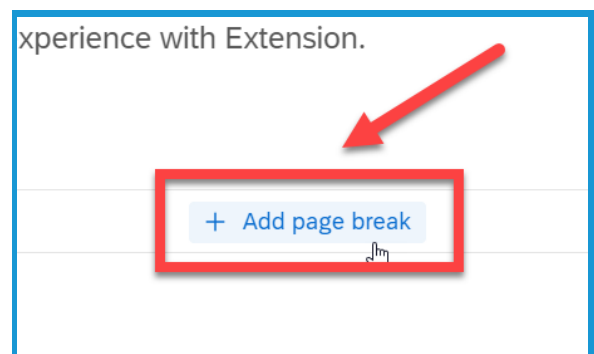 xperience with Extension.
+ Add page break